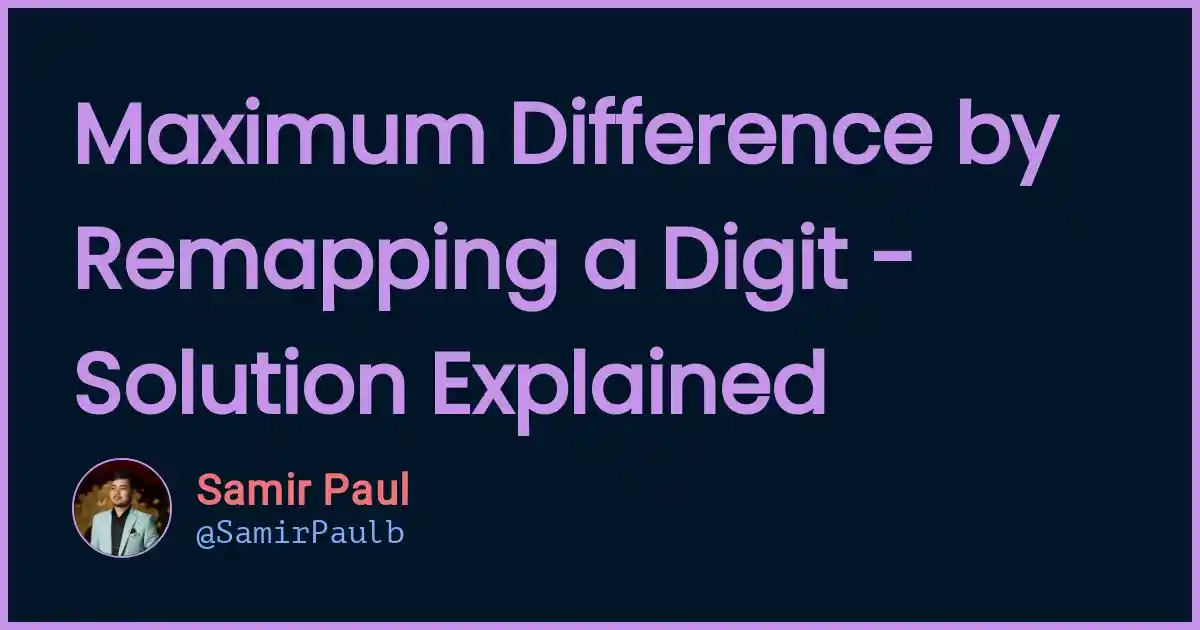 Maximum Difference by
Remapping a Digit -
Solution Explained
Samir Paul
@SamirPaulb